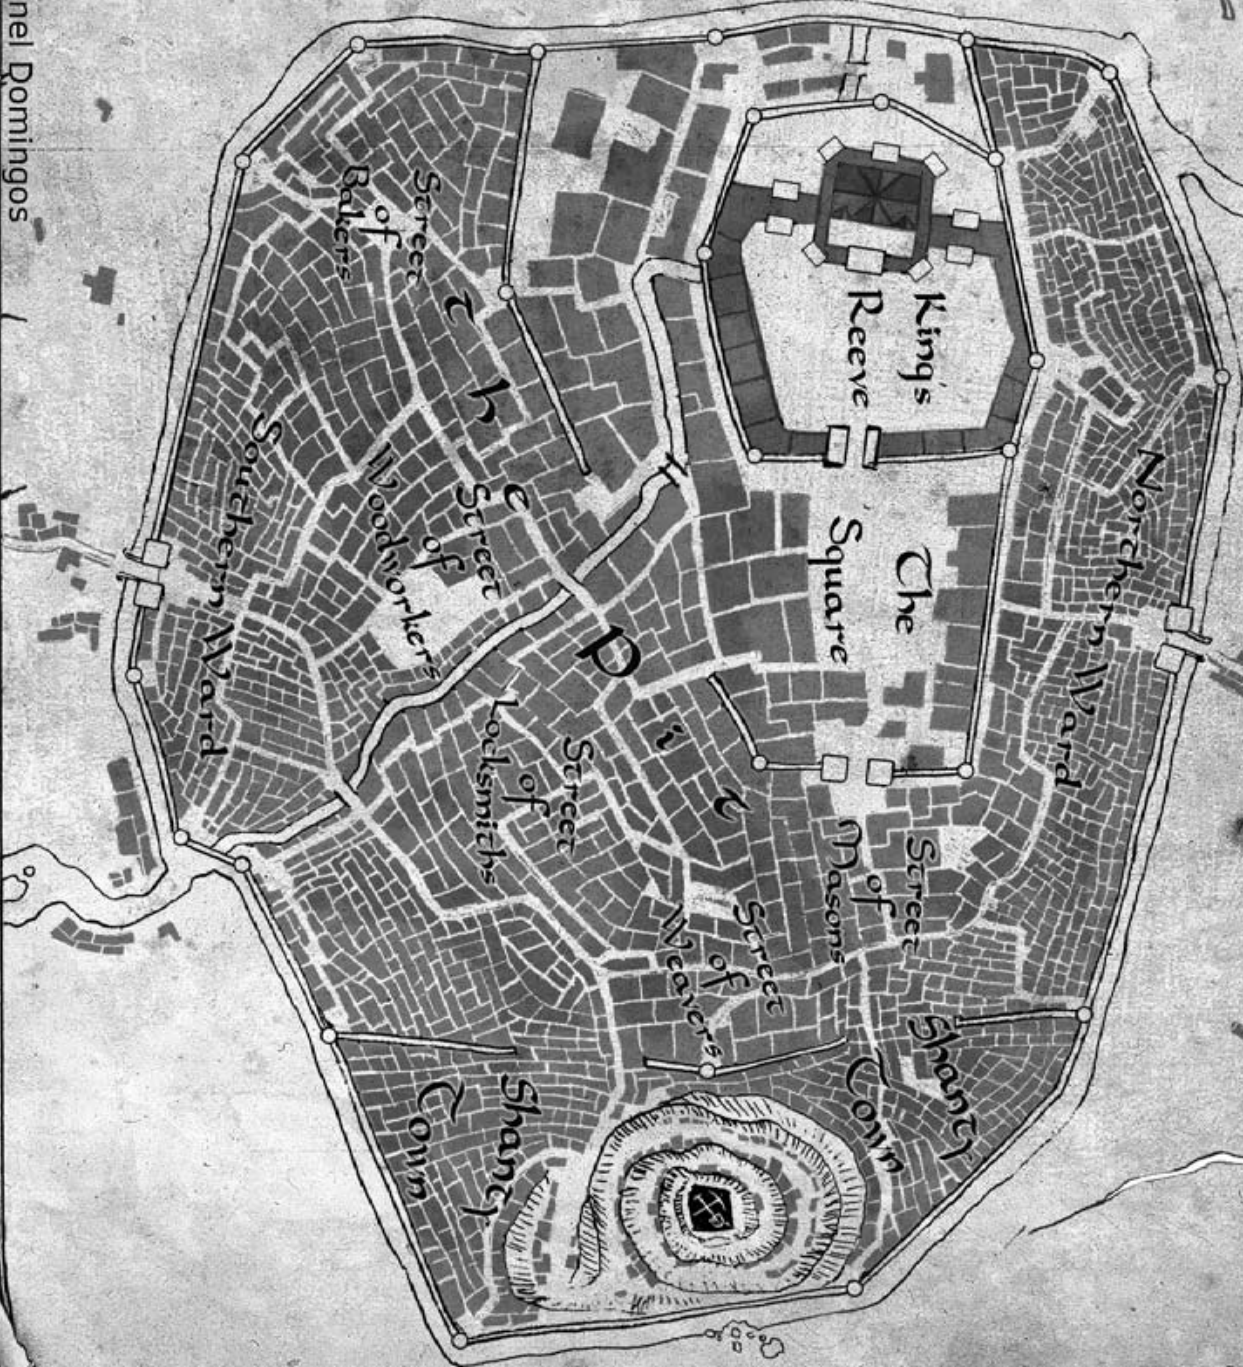 nel Domingos
Northern Ward
King's
Reeve
The
Square
Street
of
Masons
Shanty
Town
Street
of
Weavers
the pit
Street
of
Bakers
Street
of
Woodworkers
Street
of
Locksmiths
Shanty
Town
Southern Ward